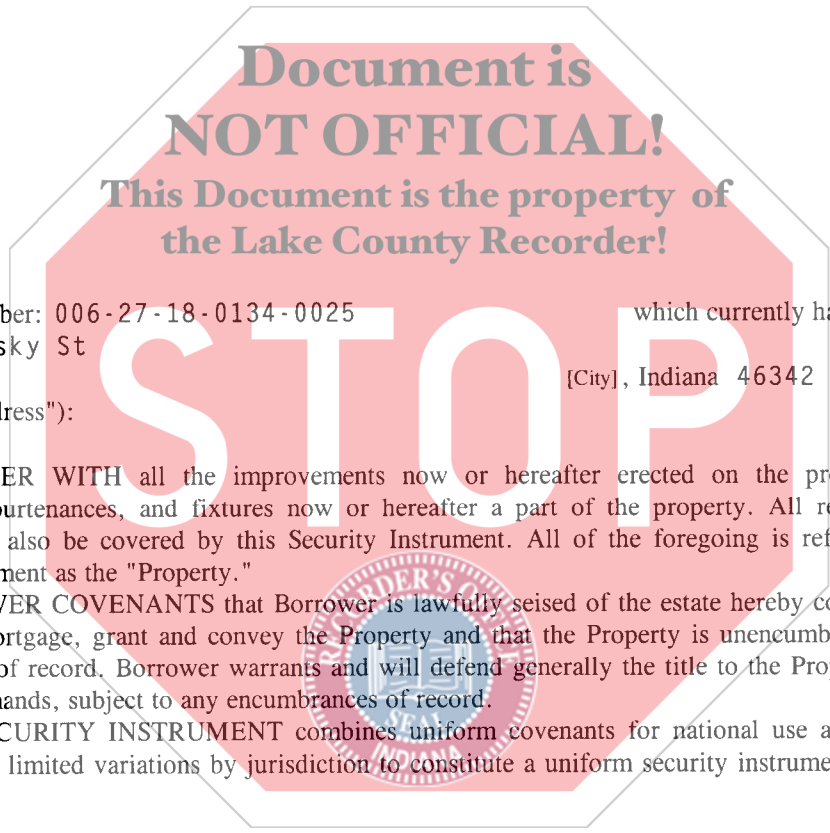 Document is
NOT OFFICIAL!
This Document is the property of
the Lake County Recorder!
STOP
ber: 006-27-18-0134-0025 which currently ha
sky St
[City], Indiana 46342
dress"):
ER WITH all the improvements now or hereafter erected on the pr
ourtenances, and fixtures now or hereafter a part of the property. All re
also be covered by this Security Instrument. All of the foregoing is ref
ment as the "Property."
VER COVENANTS that Borrower is lawfully seised of the estate hereby co
ortgage, grant and convey the Property and that the Property is unencumb
of record. Borrower warrants and will defend generally the title to the Prop
nands, subject to any encumbrances of record.
CURITY INSTRUMENT combines uniform covenants for national use a
limited variations by jurisdiction to constitute a uniform security instrume
RECORDER'S OFFICE
SEAL
INDIANA